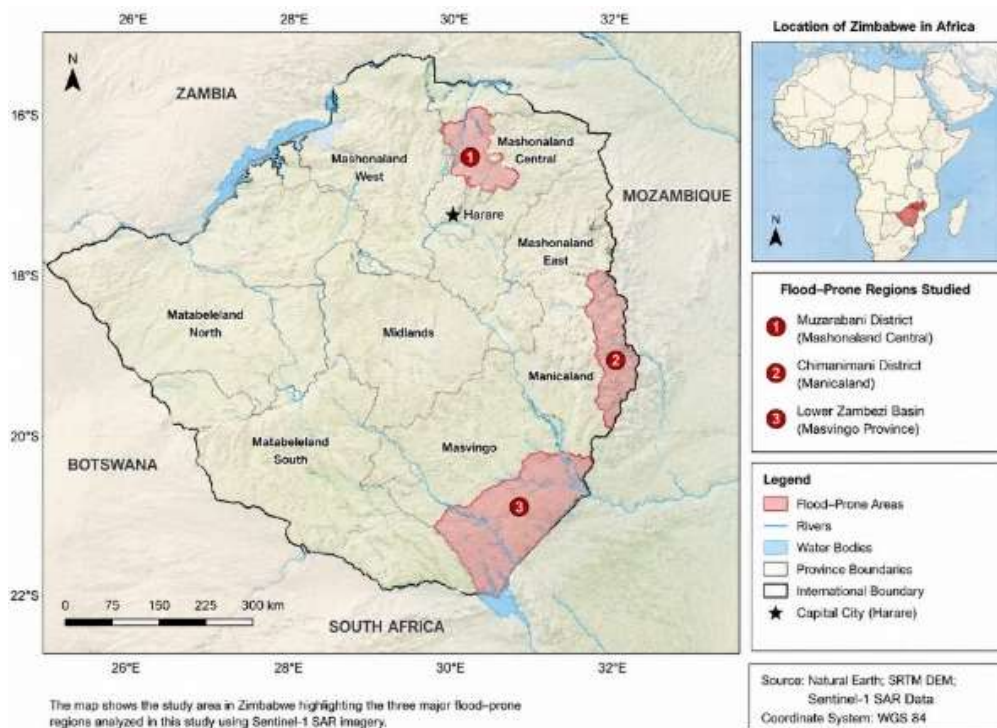 26°E 28°E 30°E 32°E
Location of Zimbabwe in Africa
N
ZAMBIA
16°S
Mashonaland
Central
1
Mashonaland
West
MOZAMBIQUE
Harare
N
Mashonaland
East
18°S
Flood–Prone Regions Studied
1 Muzarabani District
(Mashonaland Central)
2 Chimanimani District
(Manicaland)
3 Lower Zambezi Basin
(Masvingo Province)
Matabeleland
North
Midlands
2
Manicaland
20°S
Matabeleland
South
Masvingo
BOTSWANA
3
Legend
Flood–Prone Areas
Rivers
Water Bodies
Province Boundaries
International Boundary
Capital City (Harare)
22°S
0 75 150 225 300 km
SOUTH AFRICA
26°E 28°E 30°E 32°E
Source: Natural Earth; SRTM DEM;
Sentinel-1 SAR Data
Coordinate System: WGS 84
The map shows the study area in Zimbabwe highlighting the three major flood–prone
regions analyzed in this study using Sentinel-1 SAR imagery.